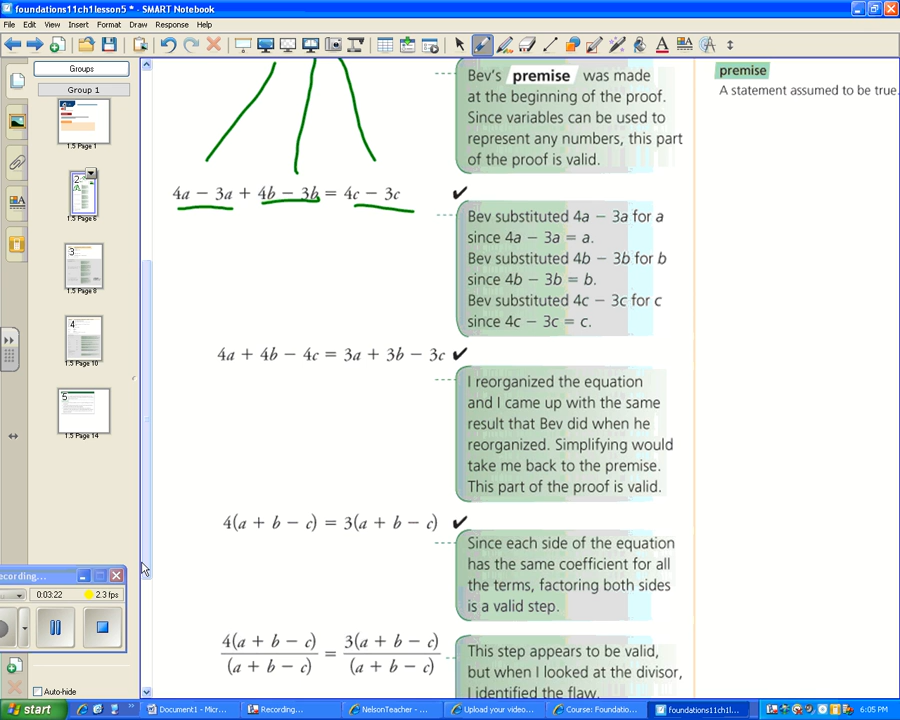 foundations11ch1lesson5 * - SMART Notebook
File Edit View Insert Format Draw Response Help
Groups
Group 1
1.5 Page 1
2
1.5 Page 6
3
1.5 Page 8
4
1.5 Page 10
5
1.5 Page 14
Bev's premise was made
at the beginning of the proof.
Since variables can be used to
represent any numbers, this part
of the proof is valid.
premise
A statement assumed to be true.
4a − 3a + 4b − 3b = 4c − 3c ✔
Bev substituted 4a − 3a for a
since 4a − 3a = a.
Bev substituted 4b − 3b for b
since 4b − 3b = b.
Bev substituted 4c − 3c for c
since 4c − 3c = c.
4a + 4b − 4c = 3a + 3b − 3c ✔
I reorganized the equation
and I came up with the same
result that Bev did when he
reorganized. Simplifying would
take me back to the premise.
This part of the proof is valid.
4(a + b − c) = 3(a + b − c) ✔
Since each side of the equation
has the same coefficient for all
the terms, factoring both sides
is a valid step.
4(a + b − c)/(a + b − c) = 3(a + b − c)/(a + b − c)
This step appears to be valid,
but when I looked at the divisor,
I identified the flaw.
ecording...
0:03:22 2.3 fps
Auto-hide
start Document1 - Micr... Recording... NelsonTeacher - ... Upload your video... Course: Foundatio... foundations11ch1l... 6:05 PM